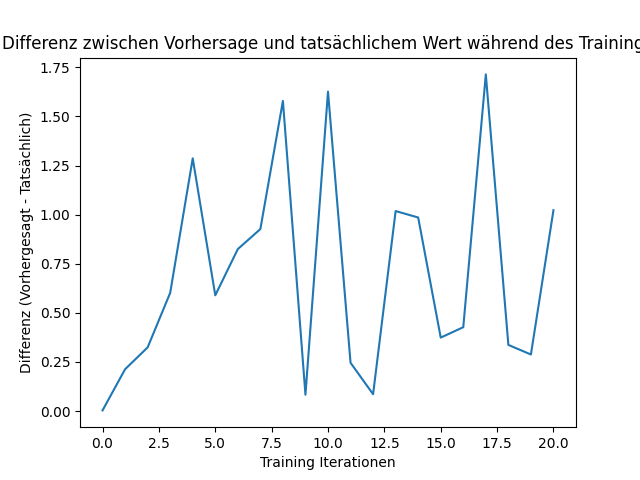 Differenz zwischen Vorhersage und tatsächlichem Wert während des Training
1.75
1.50
1.25
1.00
0.75
0.50
0.25
0.00
Differenz (Vorhergesagt - Tatsächlich)
0.0 2.5 5.0 7.5 10.0 12.5 15.0 17.5 20.0
Training Iterationen